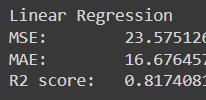 Linear Regression
MSE: 23.575126
MAE: 16.676457
R2 score: 0.8174081